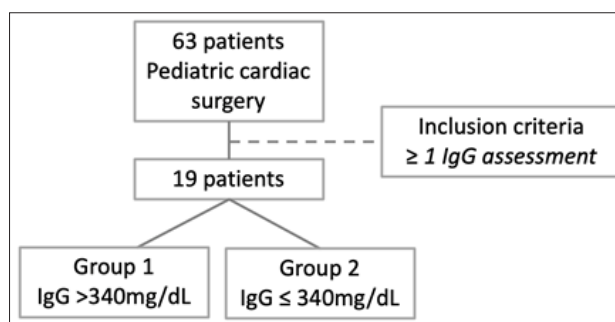 63 patients
Pediatric cardiac
surgery
Inclusion criteria
≥ 1 IgG assessment
19 patients
Group 1
IgG >340mg/dL
Group 2
IgG ≤ 340mg/dL